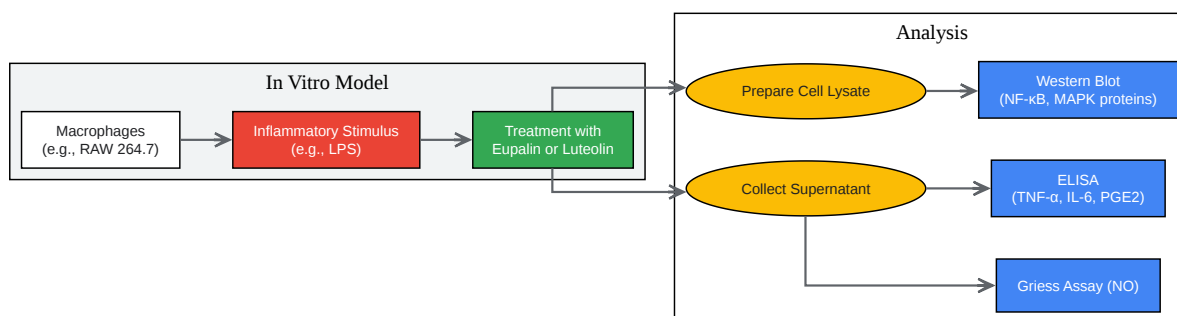 Analysis
In Vitro Model
Macrophages
(e.g., RAW 264.7)
Inflammatory Stimulus
(e.g., LPS)
Treatment with
Eupalin or Luteolin
Prepare Cell Lysate
Western Blot
(NF-κB, MAPK proteins)
Collect Supernatant
ELISA
(TNF-α, IL-6, PGE2)
Griess Assay (NO)